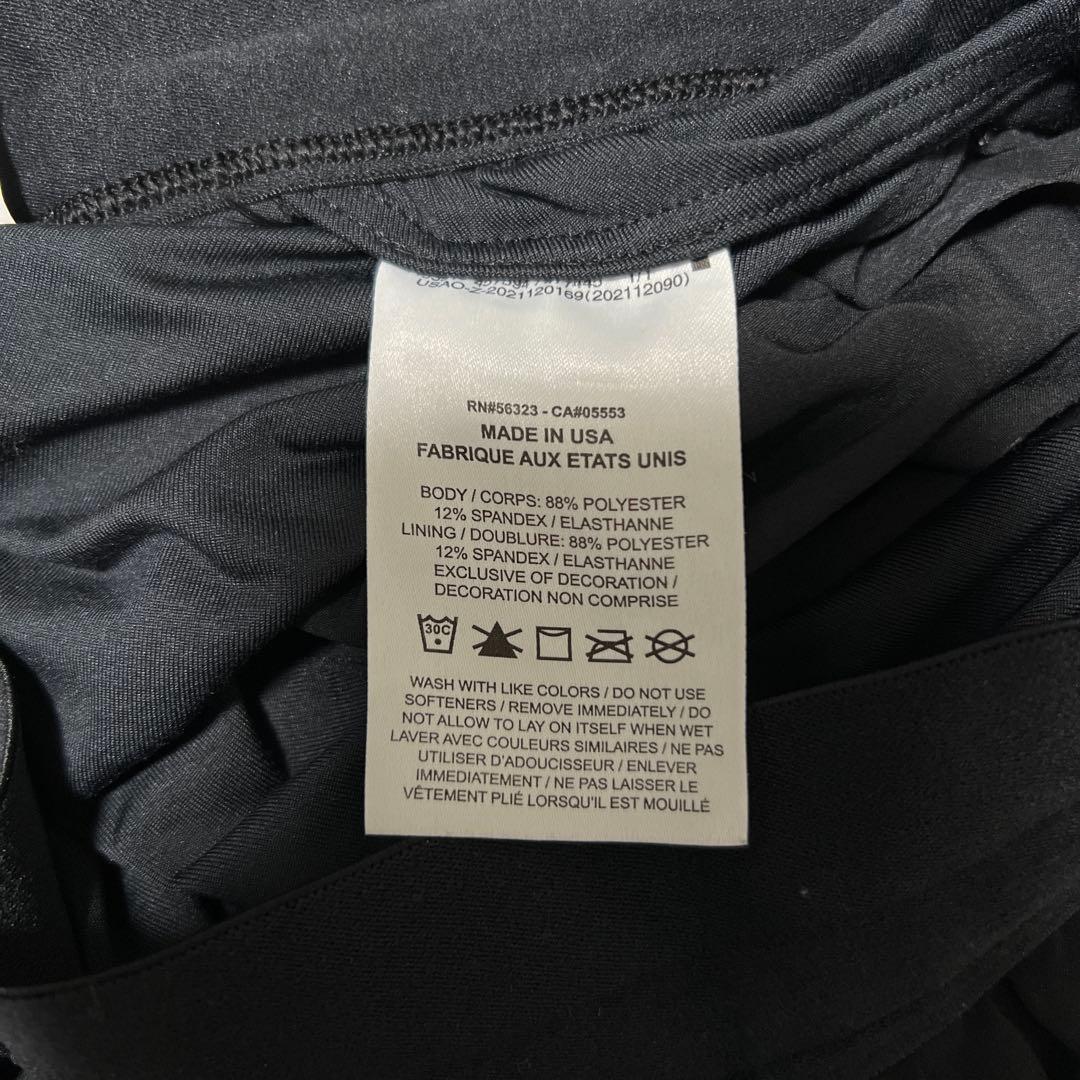 USAO-Z-2021120169(202112090)
RN#56323 - CA#05553
MADE IN USA
FABRIQUE AUX ETATS UNIS
BODY / CORPS: 88% POLYESTER
12% SPANDEX / ELASTHANNE
LINING / DOUBLURE: 88% POLYESTER
12% SPANDEX / ELASTHANNE
EXCLUSIVE OF DECORATION /
DECORATION NON COMPRISE
30C
WASH WITH LIKE COLORS / DO NOT USE
SOFTENERS / REMOVE IMMEDIATELY / DO
NOT ALLOW TO LAY ON ITSELF WHEN WET
LAVER AVEC COULEURS SIMILAIRES / NE PAS
UTILISER D'ADOUCISSEUR / ENLEVER
IMMEDIATEMENT / NE PAS LAISSER LE
VÊTEMENT PLIÉ LORSQU'IL EST MOUILLÉ